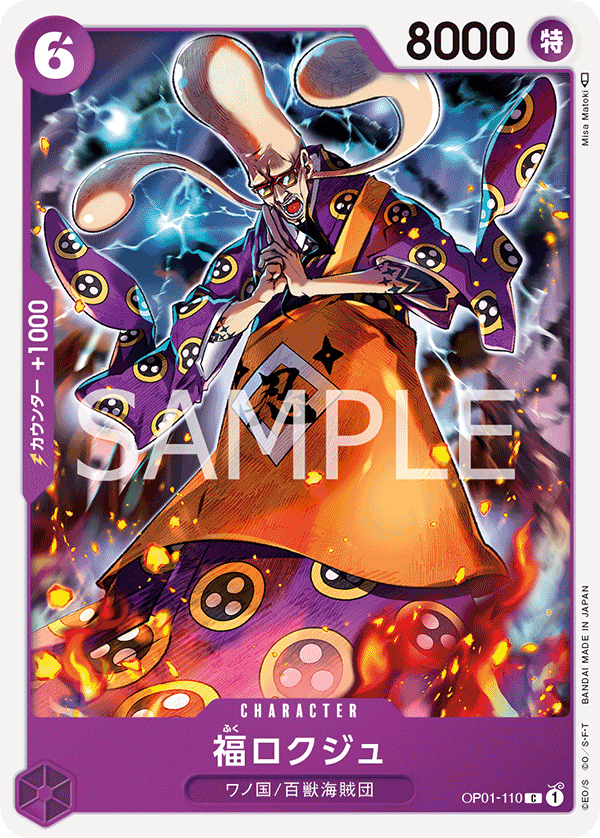 6
8000 特
Misa Matoki
カウンター +1000
忍
SAMPLE
CHARACTER
ふく
福ロクジュ
ワノ国/百獣海賊団
OP01-110 C 1
©EO/S ©O/S・F・T BANDAI MADE IN JAPAN